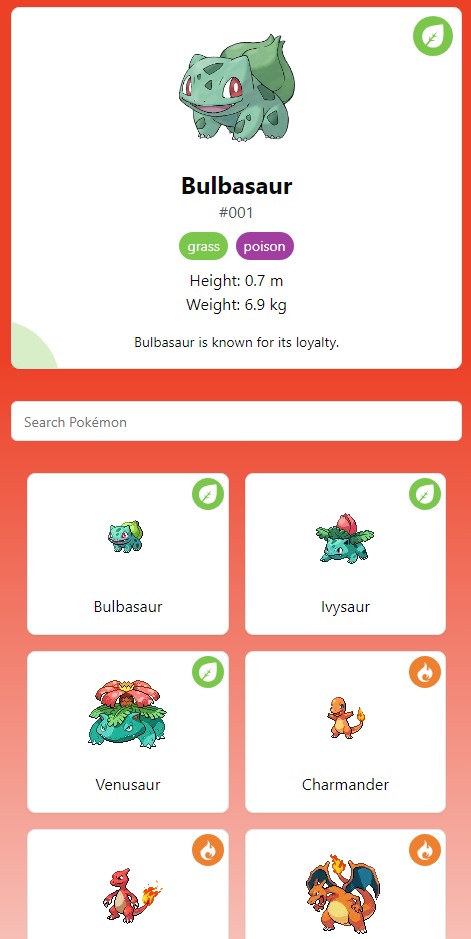 Bulbasaur
#001
grass poison
Height: 0.7 m
Weight: 6.9 kg
Bulbasaur is known for its loyalty.
Search Pokémon
Bulbasaur
Ivysaur
Venusaur
Charmander